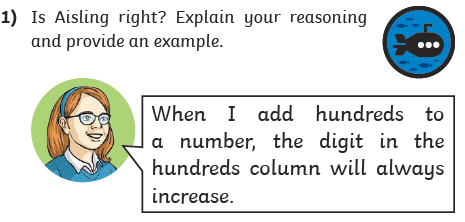 1) Is Aisling right? Explain your reasoning
and provide an example.
When I add hundreds to
a number, the digit in the
hundreds column will always
increase.